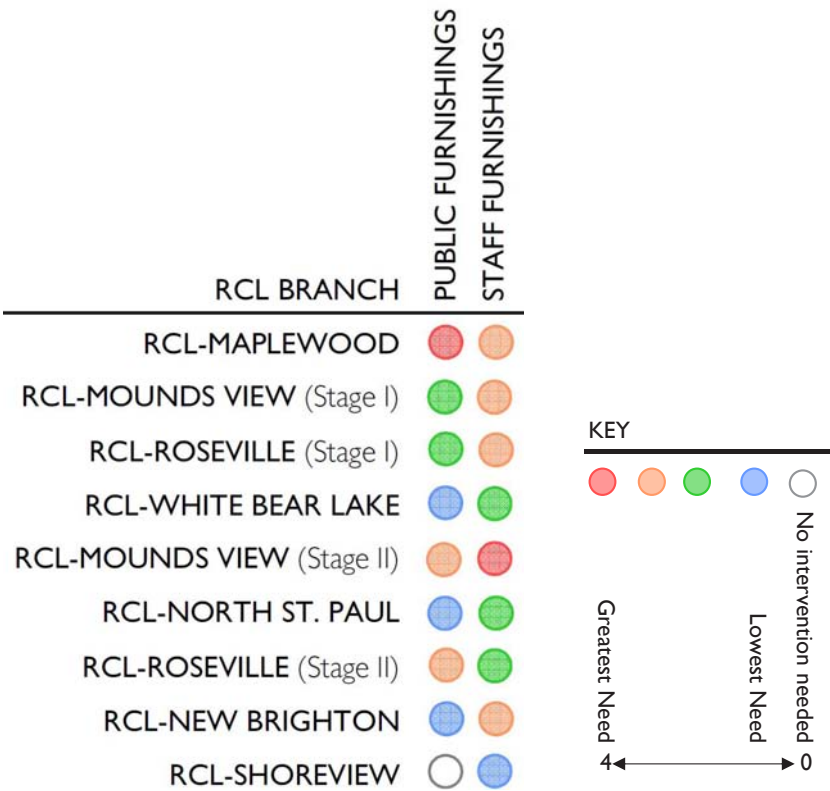 PUBLIC FURNISHINGS
STAFF FURNISHINGS
RCL BRANCH
RCL-MAPLEWOOD
RCL-MOUNDS VIEW (Stage I)
RCL-ROSEVILLE (Stage I)
RCL-WHITE BEAR LAKE
RCL-MOUNDS VIEW (Stage II)
RCL-NORTH ST. PAUL
RCL-ROSEVILLE (Stage II)
RCL-NEW BRIGHTON
RCL-SHOREVIEW
KEY
Greatest Need
Lowest Need
No intervention needed
4 0